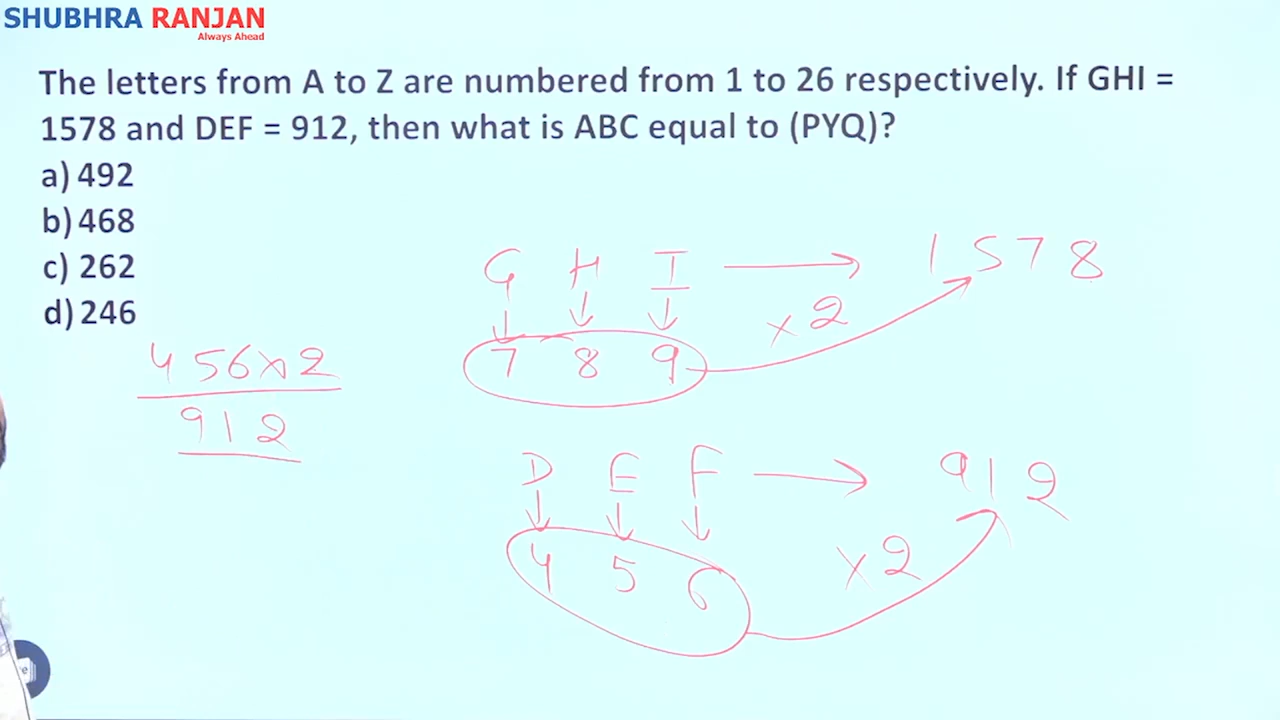 SHUBHRA RANJAN
Always Ahead
The letters from A to Z are numbered from 1 to 26 respectively. If GHI =
1578 and DEF = 912, then what is ABC equal to (PYQ)?
a) 492
b) 468
c) 262
d) 246
G H I → 1578
↓ ↓ ↓
7 8 9
×2
456×2
912
D E F → 912
↓ ↓ ↓
4 5 6
×2